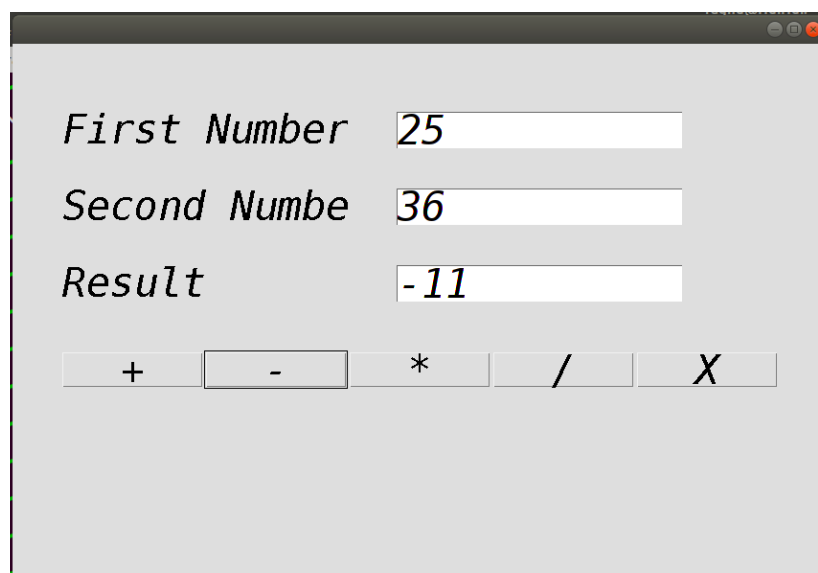 First Number 25
Second Numbe 36
Result -11
+ - * / X